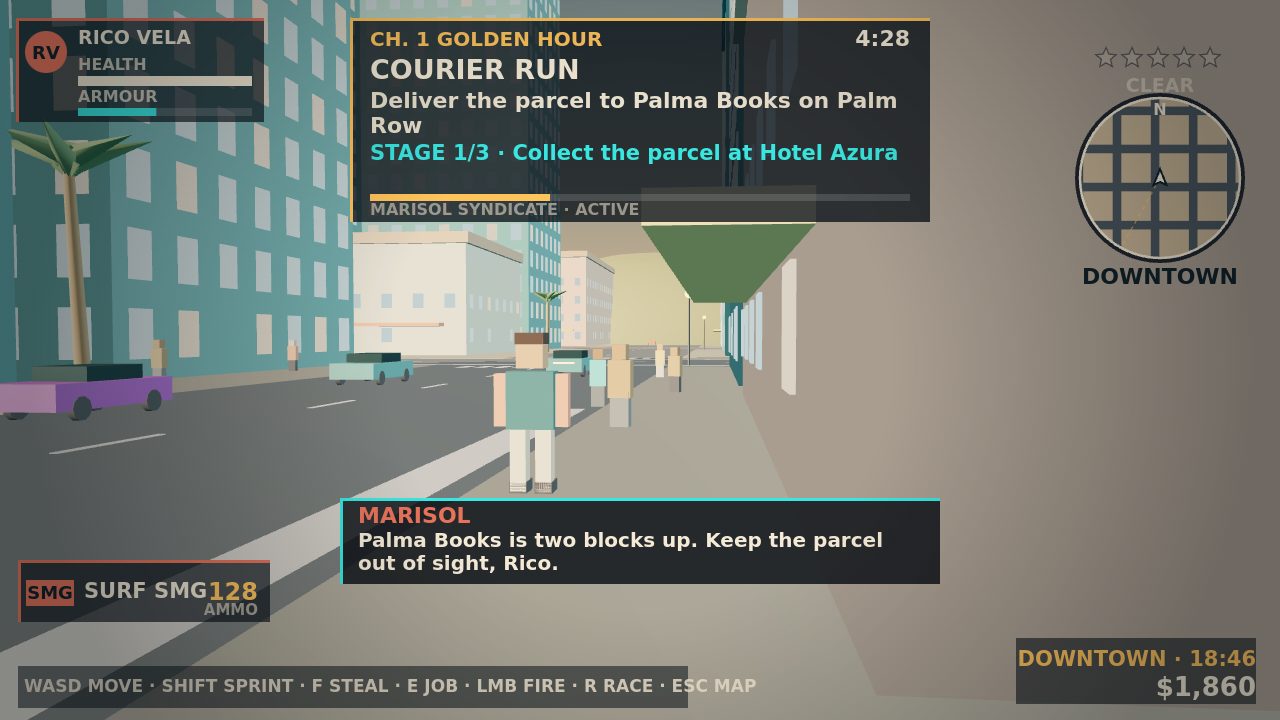 RV
RICO VELA
HEALTH
ARMOUR
CH. 1 GOLDEN HOUR
4:28
COURIER RUN
Deliver the parcel to Palma Books on Palm
Row
STAGE 1/3 · Collect the parcel at Hotel Azura
MARISOL SYNDICATE · ACTIVE
CLEAR
N
DOWNTOWN
MARISOL
Palma Books is two blocks up. Keep the parcel
out of sight, Rico.
SMG
SURF SMG
128
AMMO
WASD MOVE · SHIFT SPRINT · F STEAL · E JOB · LMB FIRE · R RACE · ESC MAP
DOWNTOWN · 18:46
$1,860